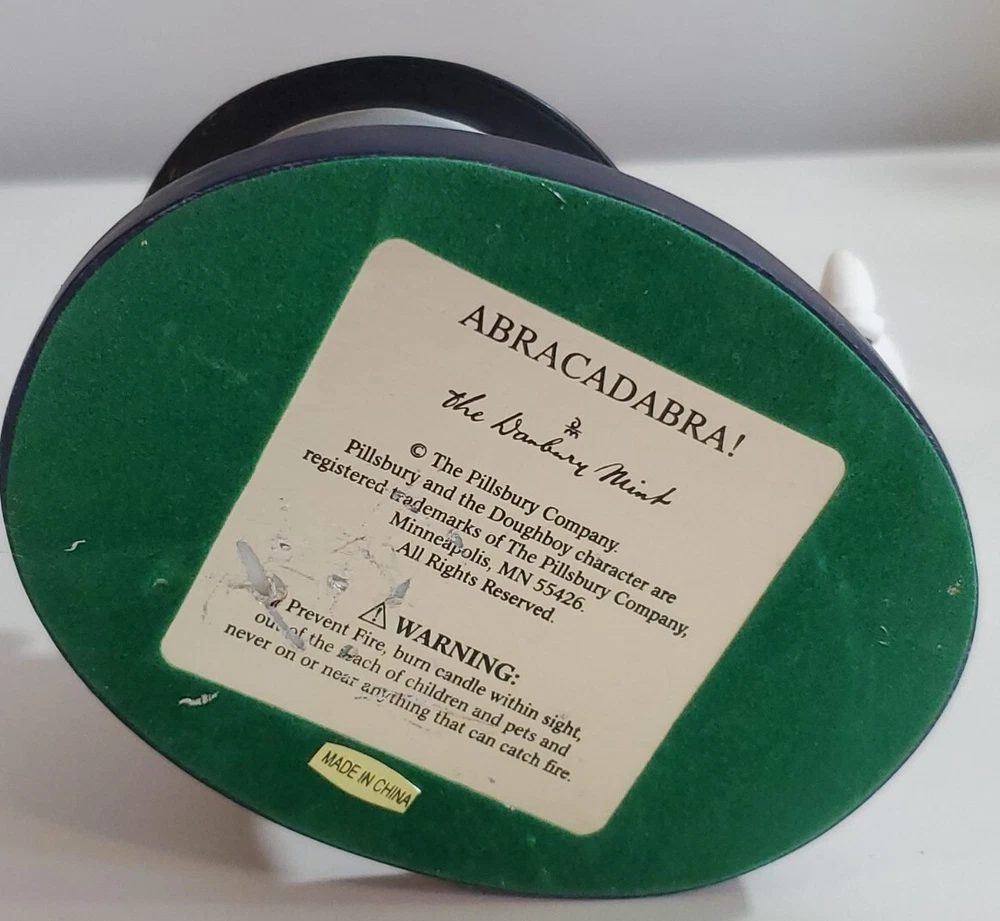 ABRACADABRA!
DM
the Danbury Mint
© The Pillsbury Company.
Pillsbury and the Doughboy character are
registered trademarks of The Pillsbury Company,
Minneapolis, MN 55426.
All Rights Reserved.
⚠ WARNING:
Prevent Fire, burn candle within sight,
out of the reach of children and pets and
never on or near anything that can catch fire.
MADE IN CHINA